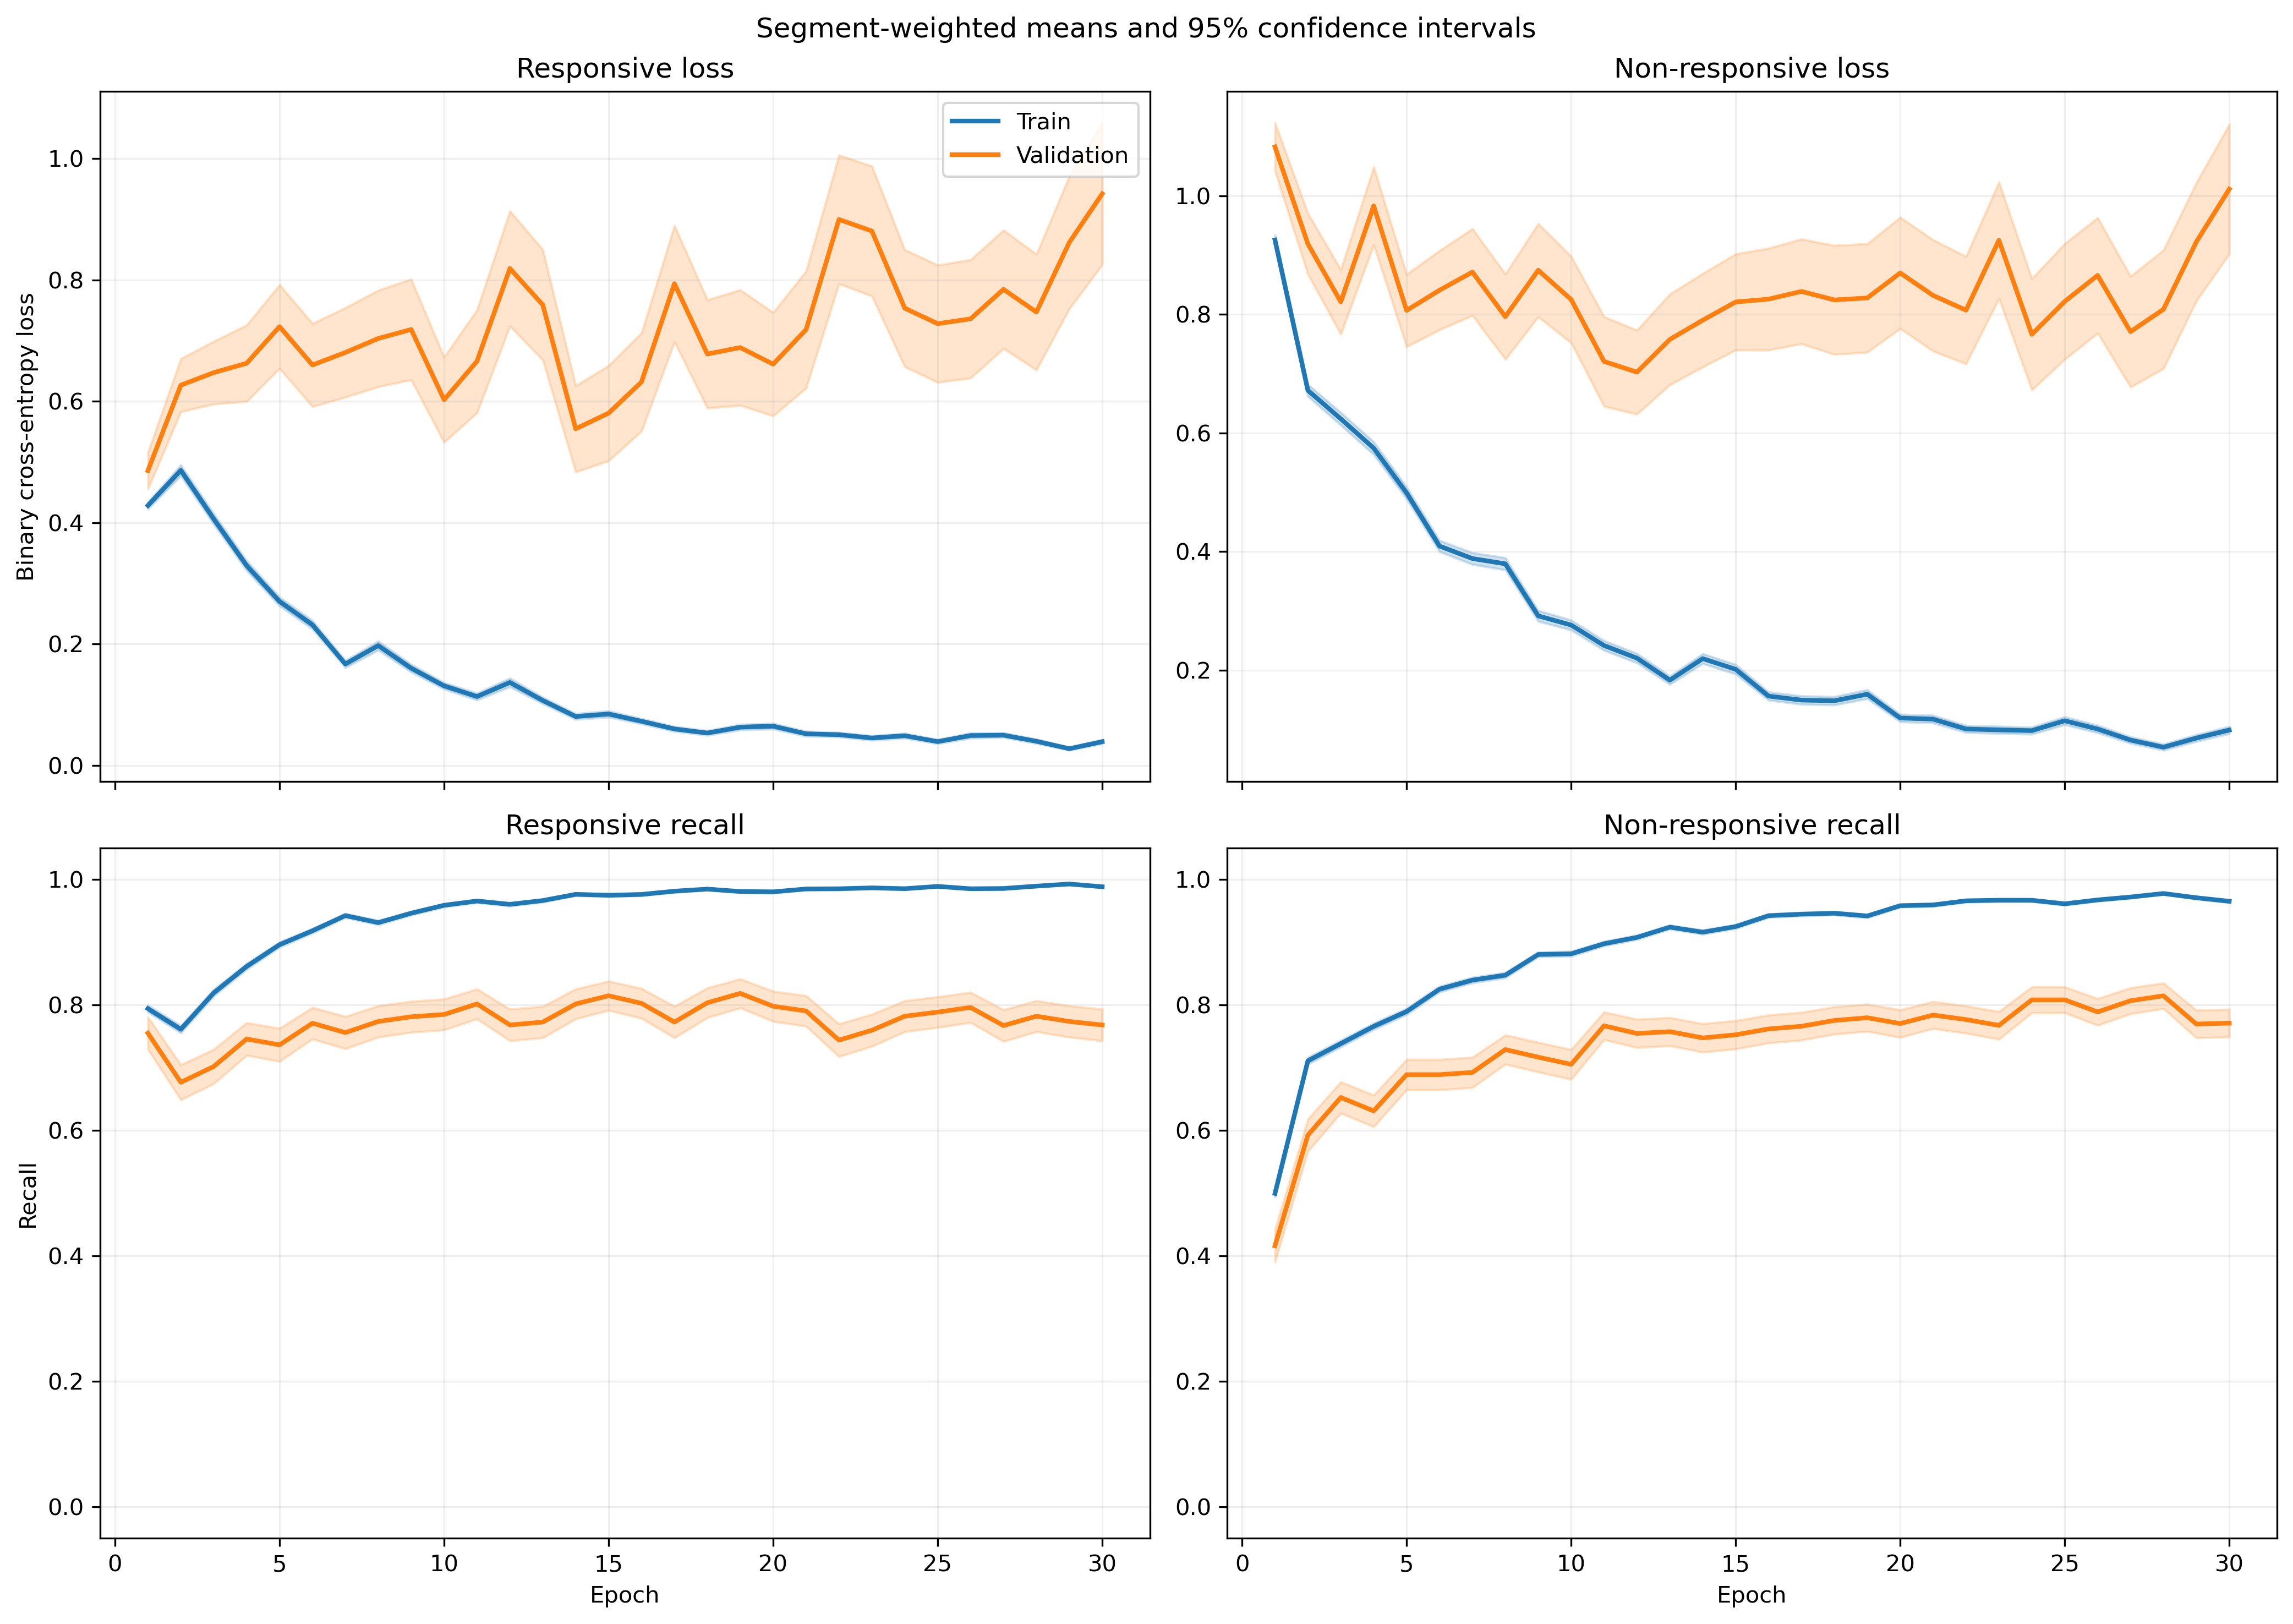 Segment-weighted means and 95% confidence intervals
Responsive loss
Non-responsive loss
Train
Validation
Binary cross-entropy loss
1.0
0.8
0.6
0.4
0.2
0.0
1.0
0.8
0.6
0.4
0.2
Responsive recall
Non-responsive recall
Recall
1.0
0.8
0.6
0.4
0.2
0.0
1.0
0.8
0.6
0.4
0.2
0.0
0 5 10 15 20 25 30
0 5 10 15 20 25 30
Epoch
Epoch